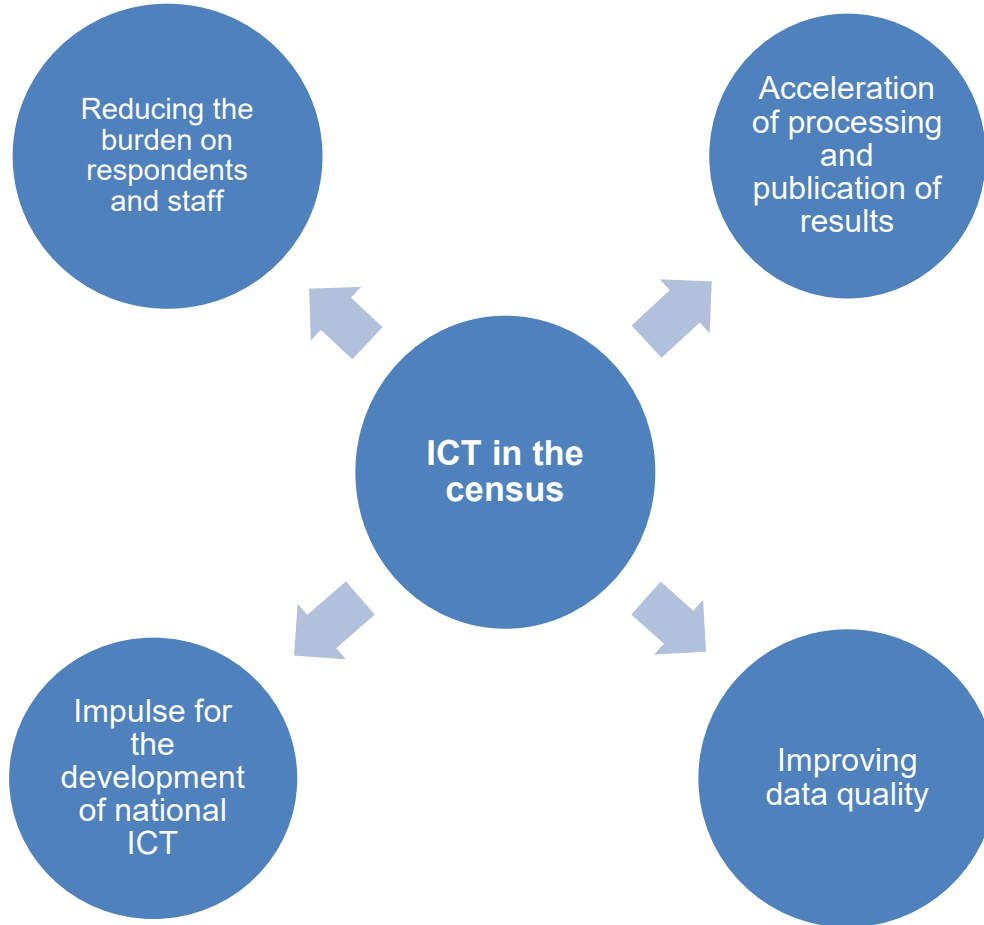 Reducing the
burden on
respondents
and staff
Acceleration
of processing
and
publication of
results
ICT in the
census
Impulse for
the
development
of national
ICT
Improving
data quality